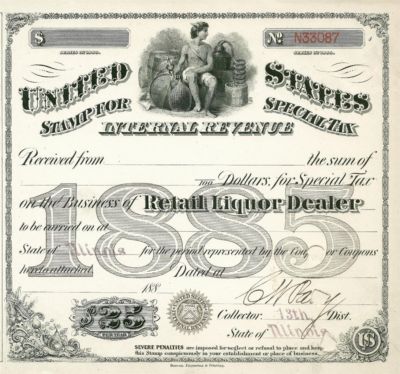 $
No N33087
SERIES OF 1885.
SERIES OF 1885.
UNITED STATES
STAMP FOR SPECIAL TAX
INTERNAL REVENUE
Received from the sum of
100 Dollars, for Special Tax
on the Business of Retail Liquor Dealer
1885
to be carried on at
State of Illinois for the period represented by the Coupon or Coupons
hereto attached. Dated at
188
$25
PER YEAR
Collector 13th Dist.
State of Illinois
SEVERE PENALTIES are imposed for neglect or refusal to place and keep
this Stamp conspicuously in your establishment or place of business.